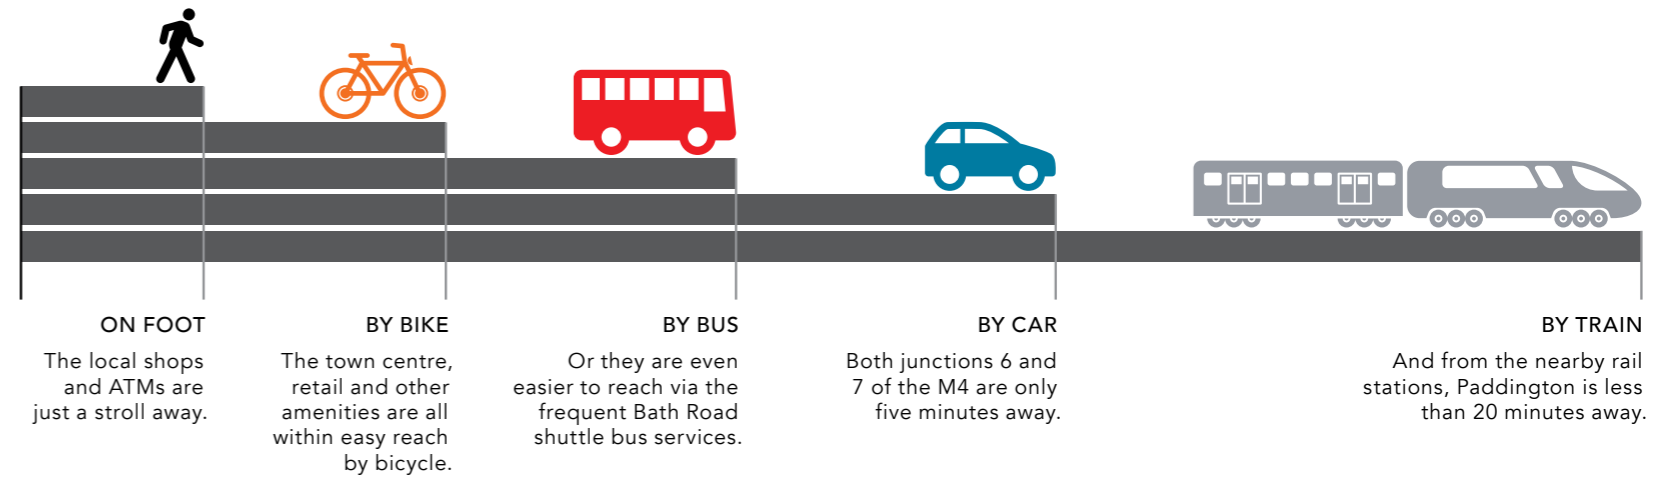 ON FOOT
The local shops
and ATMs are
just a stroll away.
BY BIKE
The town centre,
retail and other
amenities are all
within easy reach
by bicycle.
BY BUS
Or they are even
easier to reach via the
frequent Bath Road
shuttle bus services.
BY CAR
Both junctions 6 and
7 of the M4 are only
five minutes away.
BY TRAIN
And from the nearby rail
stations, Paddington is less
than 20 minutes away.